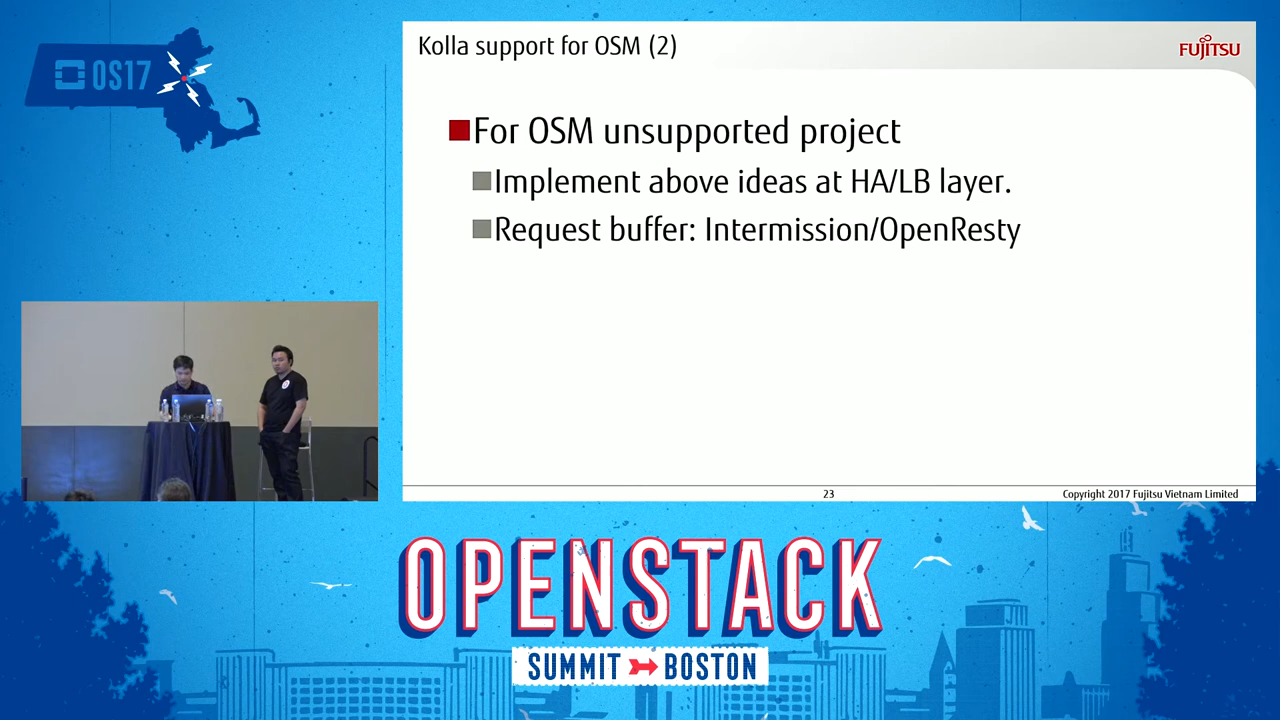 OS17
Kolla support for OSM (2)
FUJITSU
For OSM unsupported project
Implement above ideas at HA/LB layer.
Request buffer: Intermission/OpenResty
23
Copyright 2017 Fujitsu Vietnam Limited
OPENSTACK
SUMMIT BOSTON